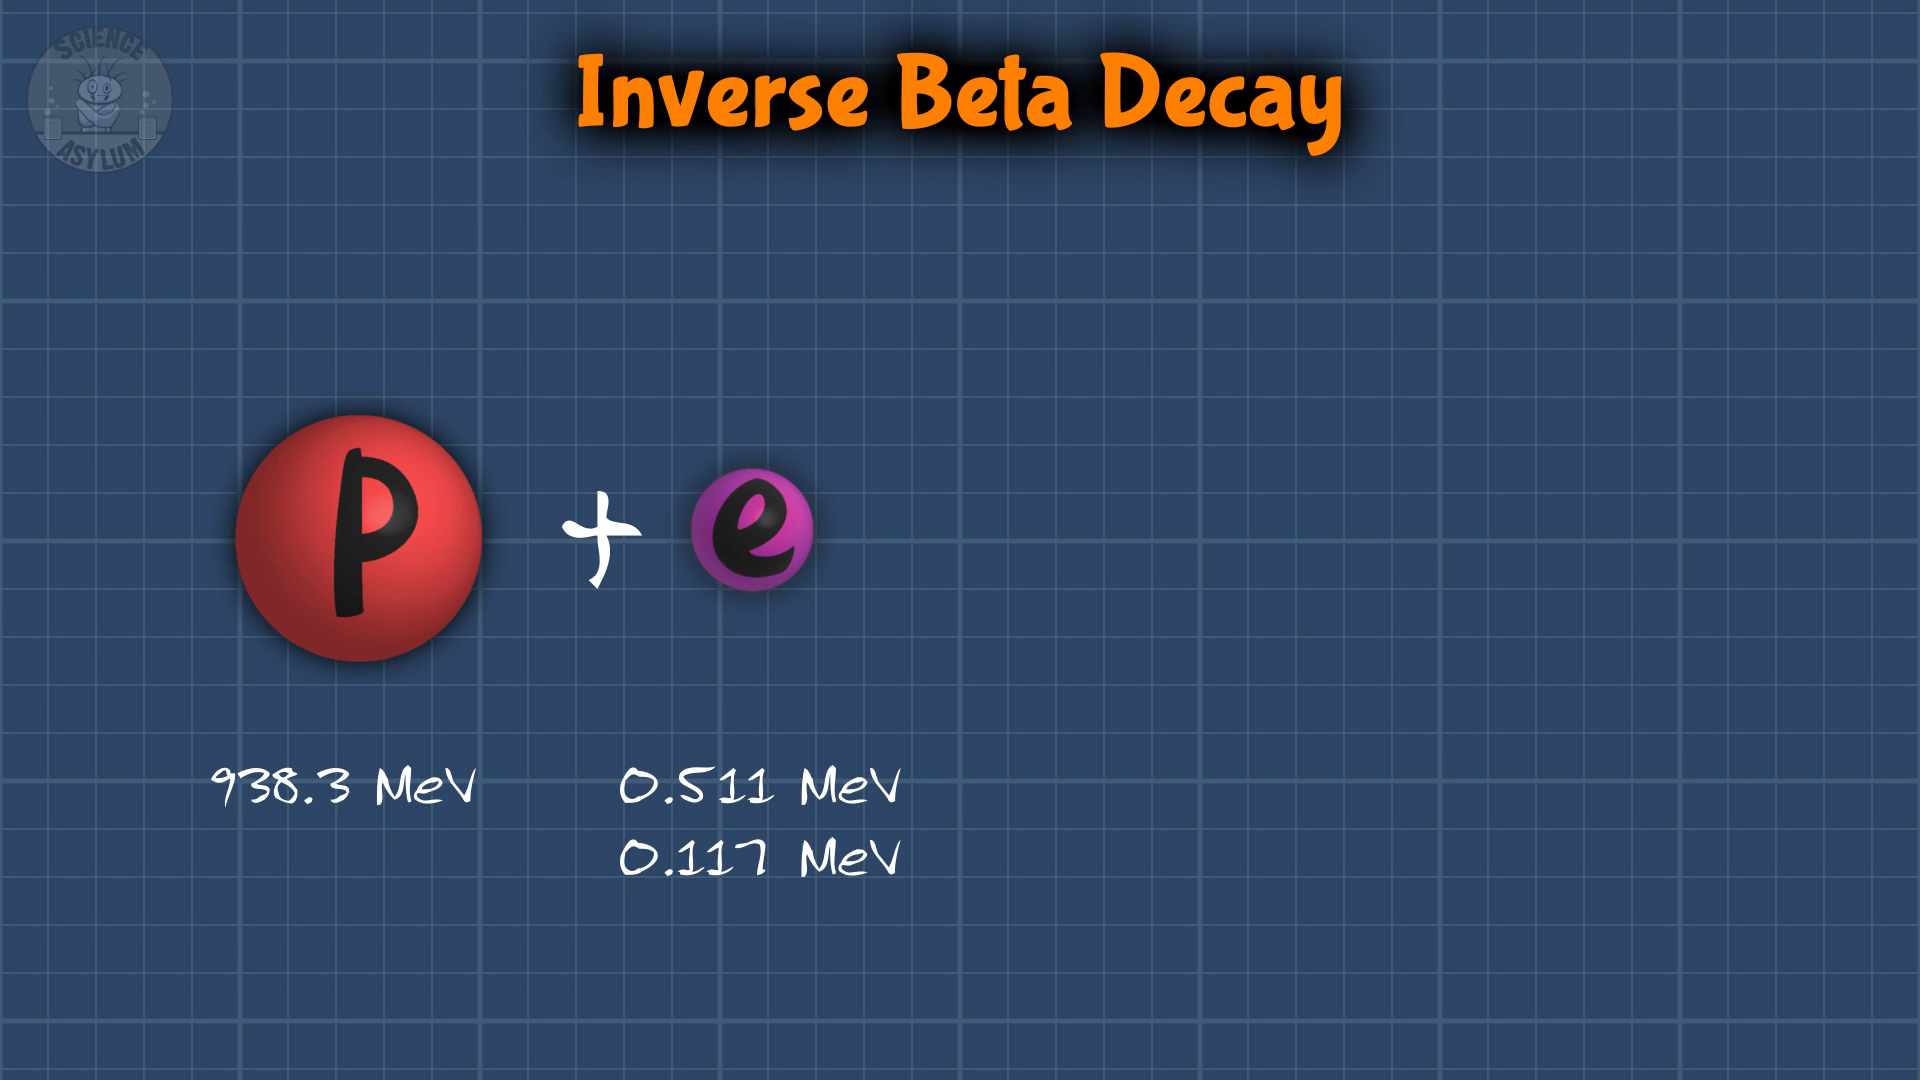 SCIENCE
ASYLUM
Inverse Beta Decay
P + e
938.3 MeV 0.511 MeV
0.117 MeV